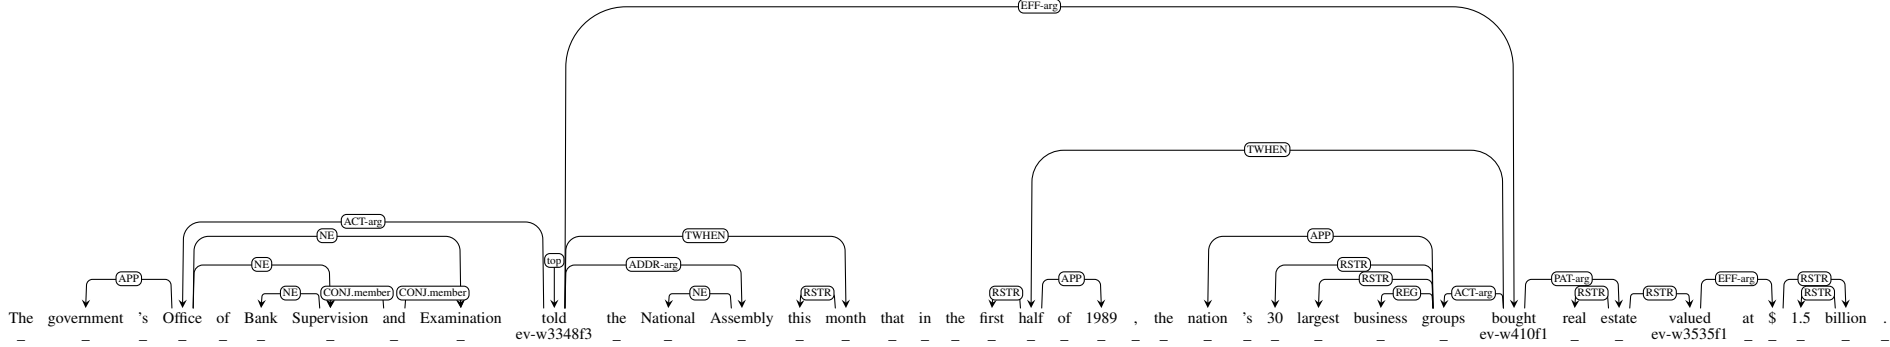 EFF-arg
TWHEN
ACT-arg
NE TWHEN APP
top
NE ADDR-arg RSTR
APP APP RSTR PAT-arg EFF-arg RSTR
NE CONJ.member CONJ.member NE RSTR RSTR REG ACT-arg RSTR RSTR RSTR
The government 's Office of Bank Supervision and Examination told the National Assembly this month that in the first half of 1989 , the nation 's 30 largest business groups bought real estate valued at $ 1.5 billion .
_ _ _ _ _ _ _ _ _ ev-w3348f3 _ _ _ _ _ _ _ _ _ _ _ _ _ _ _ _ _ _ _ _ ev-w410f1 _ _ ev-w3535f1 _ _ _ _ _